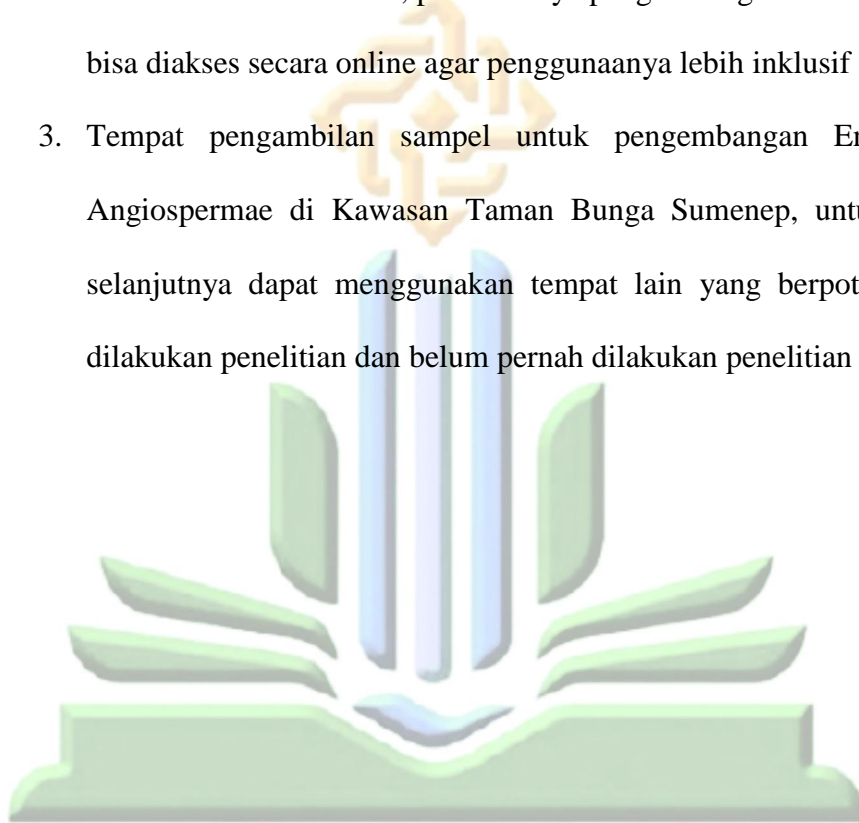 bisa diakses secara online agar penggunaanya lebih inklusif
3. Tempat pengambilan sampel untuk pengembangan
Angiospermae di Kawasan Taman Bunga Sumenep,
selanjutnya dapat menggunakan tempat lain yang
dilakukan penelitian dan belum pernah dilakukan penelitian